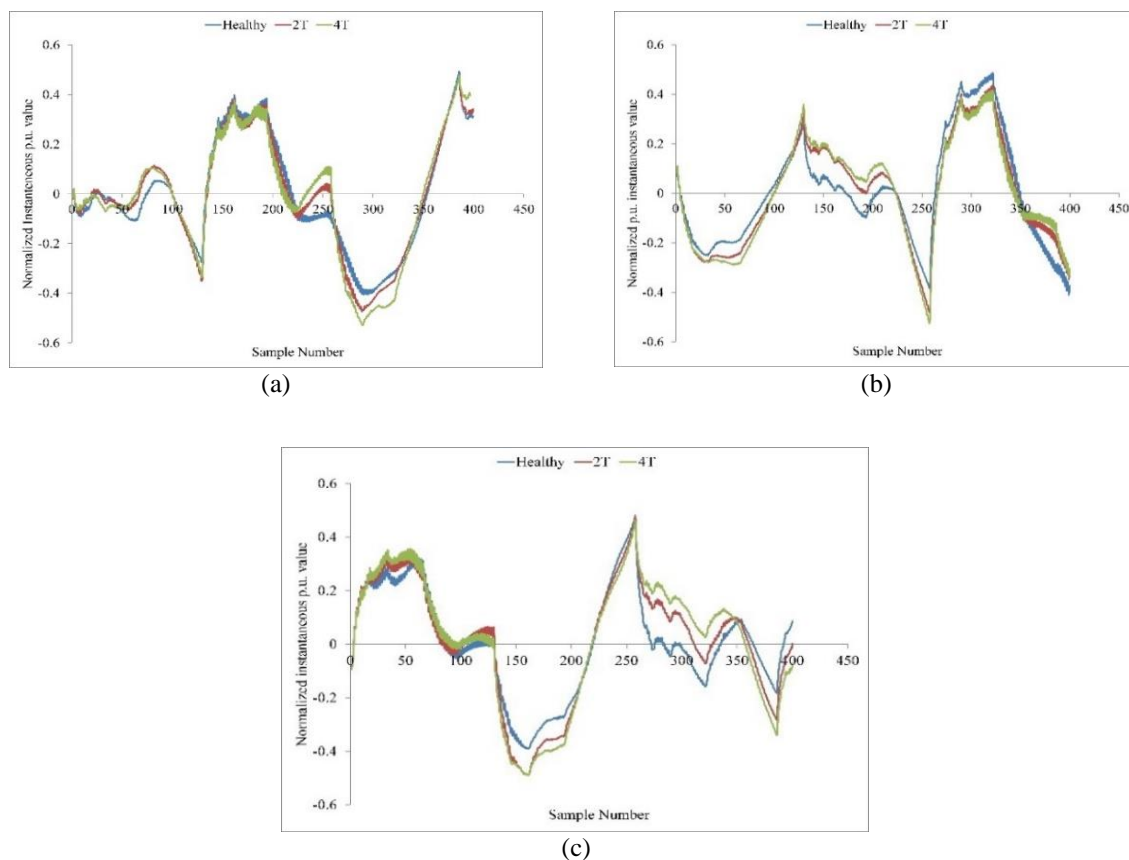 Healthy 2T 4T
Normalized Instanteneous p.u. value
0.6
0.4
0.2
0
-0.2
-0.4
-0.6
0 50 100 150 200 250 300 350 400 450
Sample Number
(a)
Healthy 2T 4T
Normalized p.u. instantaneous value
0.6
0.4
0.2
0
-0.2
-0.4
-0.6
0 50 100 150 200 250 300 350 400 450
Sample Number
(b)
Healthy 2T 4T
Normalized instantaneous p.u. value
0.6
0.4
0.2
0
-0.2
-0.4
-0.6
0 50 100 150 200 250 300 350 400 450
Sample Number
(c)